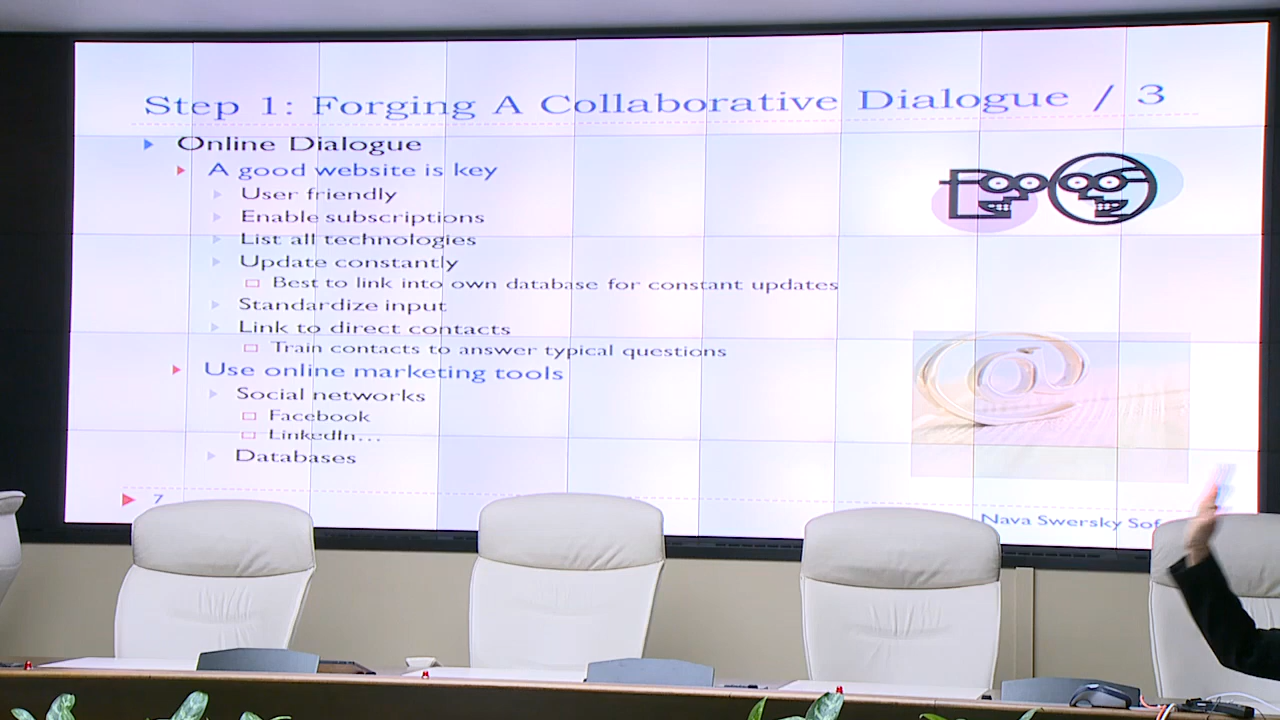 Step 1: Forging A Collaborative Dialogue / 3
Online Dialogue
A good website is key
User friendly
Enable subscriptions
List all technologies
Update constantly
Best to link into own database for constant updates
Standardize input
Link to direct contacts
Train contacts to answer typical questions
Use online marketing tools
Social networks
Facebook
LinkedIn...
Databases
7
Nava Swersky Sof